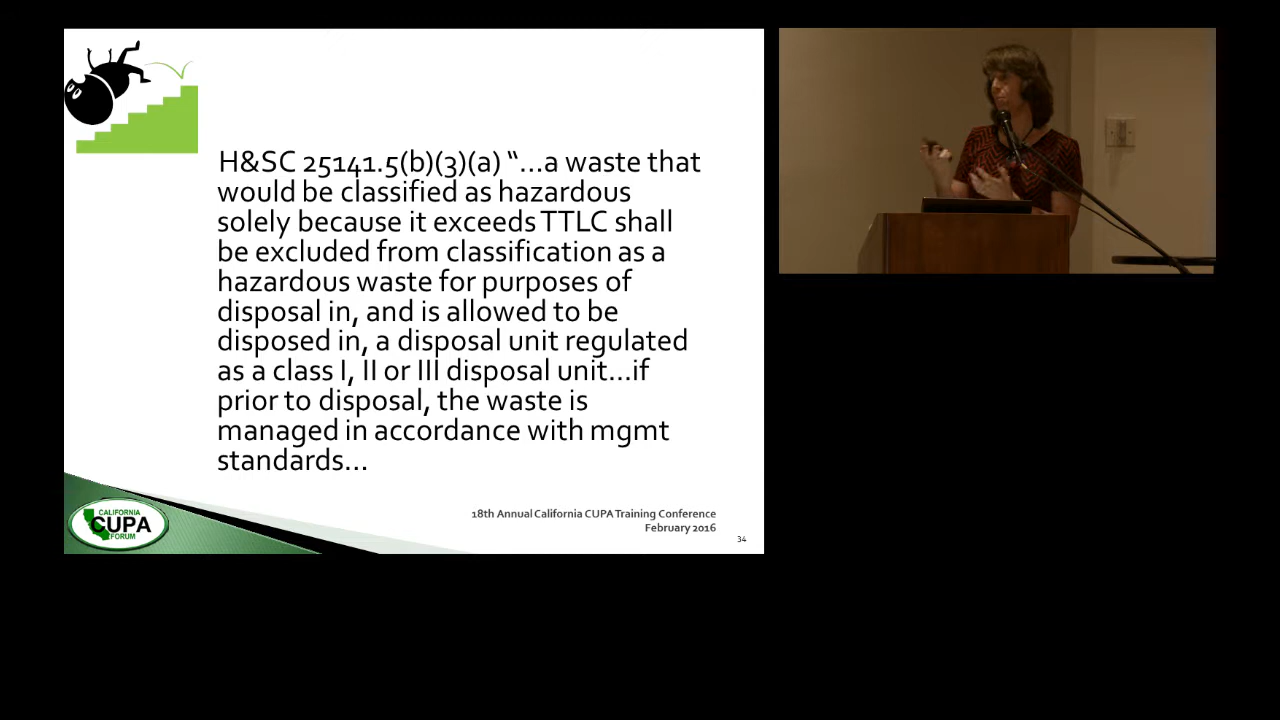 H&SC 25141.5(b)(3)(a) “…a waste that
would be classified as hazardous
solely because it exceeds TTLC shall
be excluded from classification as a
hazardous waste for purposes of
disposal in, and is allowed to be
disposed in, a disposal unit regulated
as a class I, II or III disposal unit…if
prior to disposal, the waste is
managed in accordance with mgmt
standards…
CALIFORNIA
CUPA
FORUM
18th Annual California CUPA Training Conference
February 2016
34